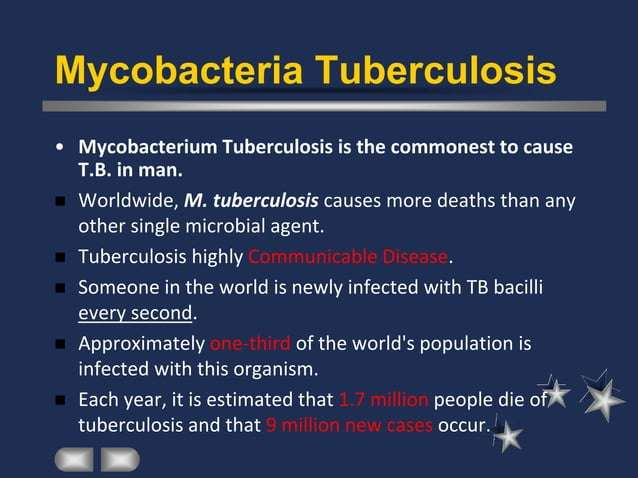 Mycobacteria Tuberculosis
• Mycobacterium Tuberculosis is the commonest to cause
T.B. in man.
■ Worldwide, M. tuberculosis causes more deaths than any
other single microbial agent.
■ Tuberculosis highly Communicable Disease.
■ Someone in the world is newly infected with TB bacilli
every second.
■ Approximately one-third of the world's population is
infected with this organism.
■ Each year, it is estimated that 1.7 million people die of
tuberculosis and that 9 million new cases occur.